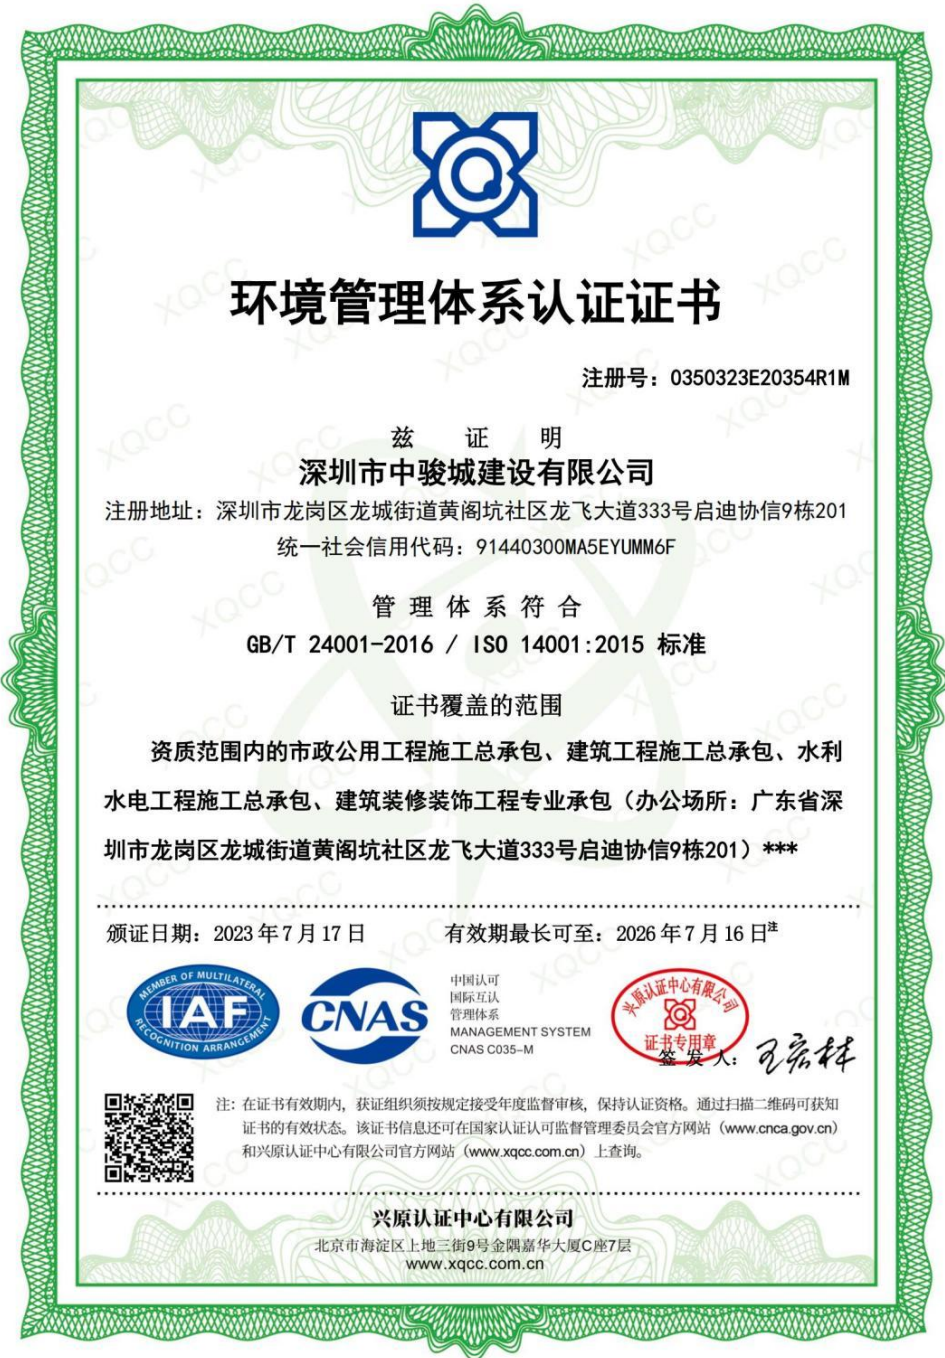 环境管理体系认证证书
注册号：0350323E20354R1M
兹 证 明
深圳市中骏城建设有限公司
注册地址：深圳市龙岗区龙城街道黄阁坑社区龙飞大道333号启迪协信9栋201
统一社会信用代码：91440300MA5EYUMM6F
管 理 体 系 符 合
GB/T 24001-2016 / ISO 14001:2015 标准
证书覆盖的范围
资质范围内的市政公用工程施工总承包、建筑工程施工总承包、水利
水电工程施工总承包、建筑装修装饰工程专业承包（办公场所：广东省深
圳市龙岗区龙城街道黄阁坑社区龙飞大道333号启迪协信9栋201）***
颁证日期：2023 年 7 月 17 日
有效期最长可至：2026 年 7 月 16 日注
MEMBER OF MULTILATERAL
IAF
RECOGNITION ARRANGEMENT
CNAS
中国认可
国际互认
管理体系
MANAGEMENT SYSTEM
CNAS C035-M
兴原认证中心有限公司
证书专用章
签 发 人：王宏林
注：在证书有效期内，获证组织须按规定接受年度监督审核，保持认证资格。通过扫描二维码可获知
证书的有效状态。该证书信息还可在国家认证认可监督管理委员会官方网站（www.cnca.gov.cn）
和兴原认证中心有限公司官方网站（www.xqcc.com.cn）上查询。
兴原认证中心有限公司
北京市海淀区上地三街9号金隅嘉华大厦C座7层
www.xqcc.com.cn
XQCC